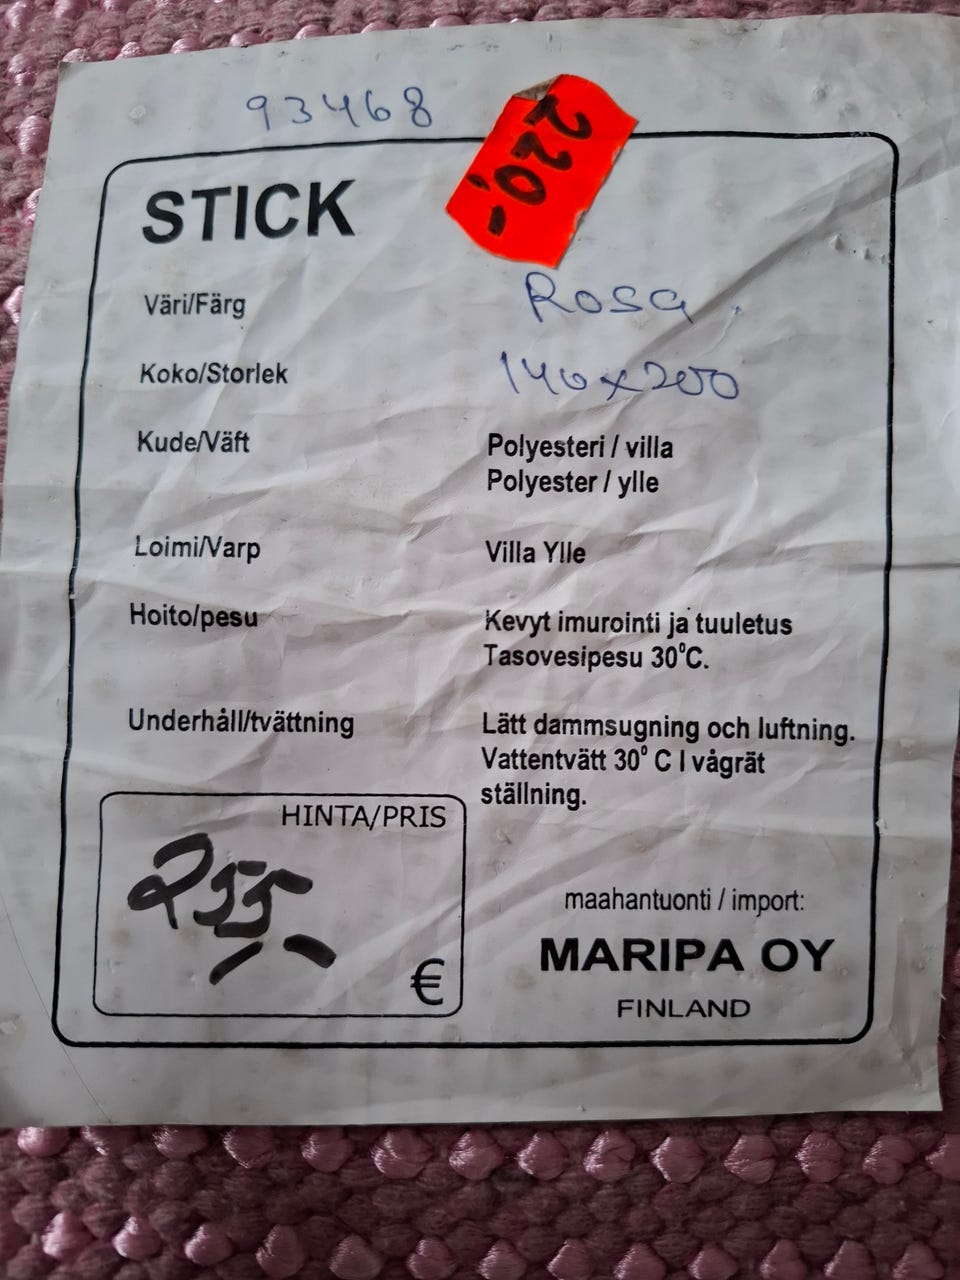 93468
220,-
STICK
Väri/Färg Rosa
Koko/Storlek 140x200
Kude/Väft Polyesteri / villa
Polyester / ylle
Loimi/Varp Villa Ylle
Hoito/pesu Kevyt imurointi ja tuuletus
Tasovesipesu 30⁰C.
Underhåll/tvättning Lätt dammsugning och luftning.
Vattentvätt 30⁰ C I vågrät
ställning.
HINTA/PRIS
255,-
€
maahantuonti / import:
MARIPA OY
FINLAND